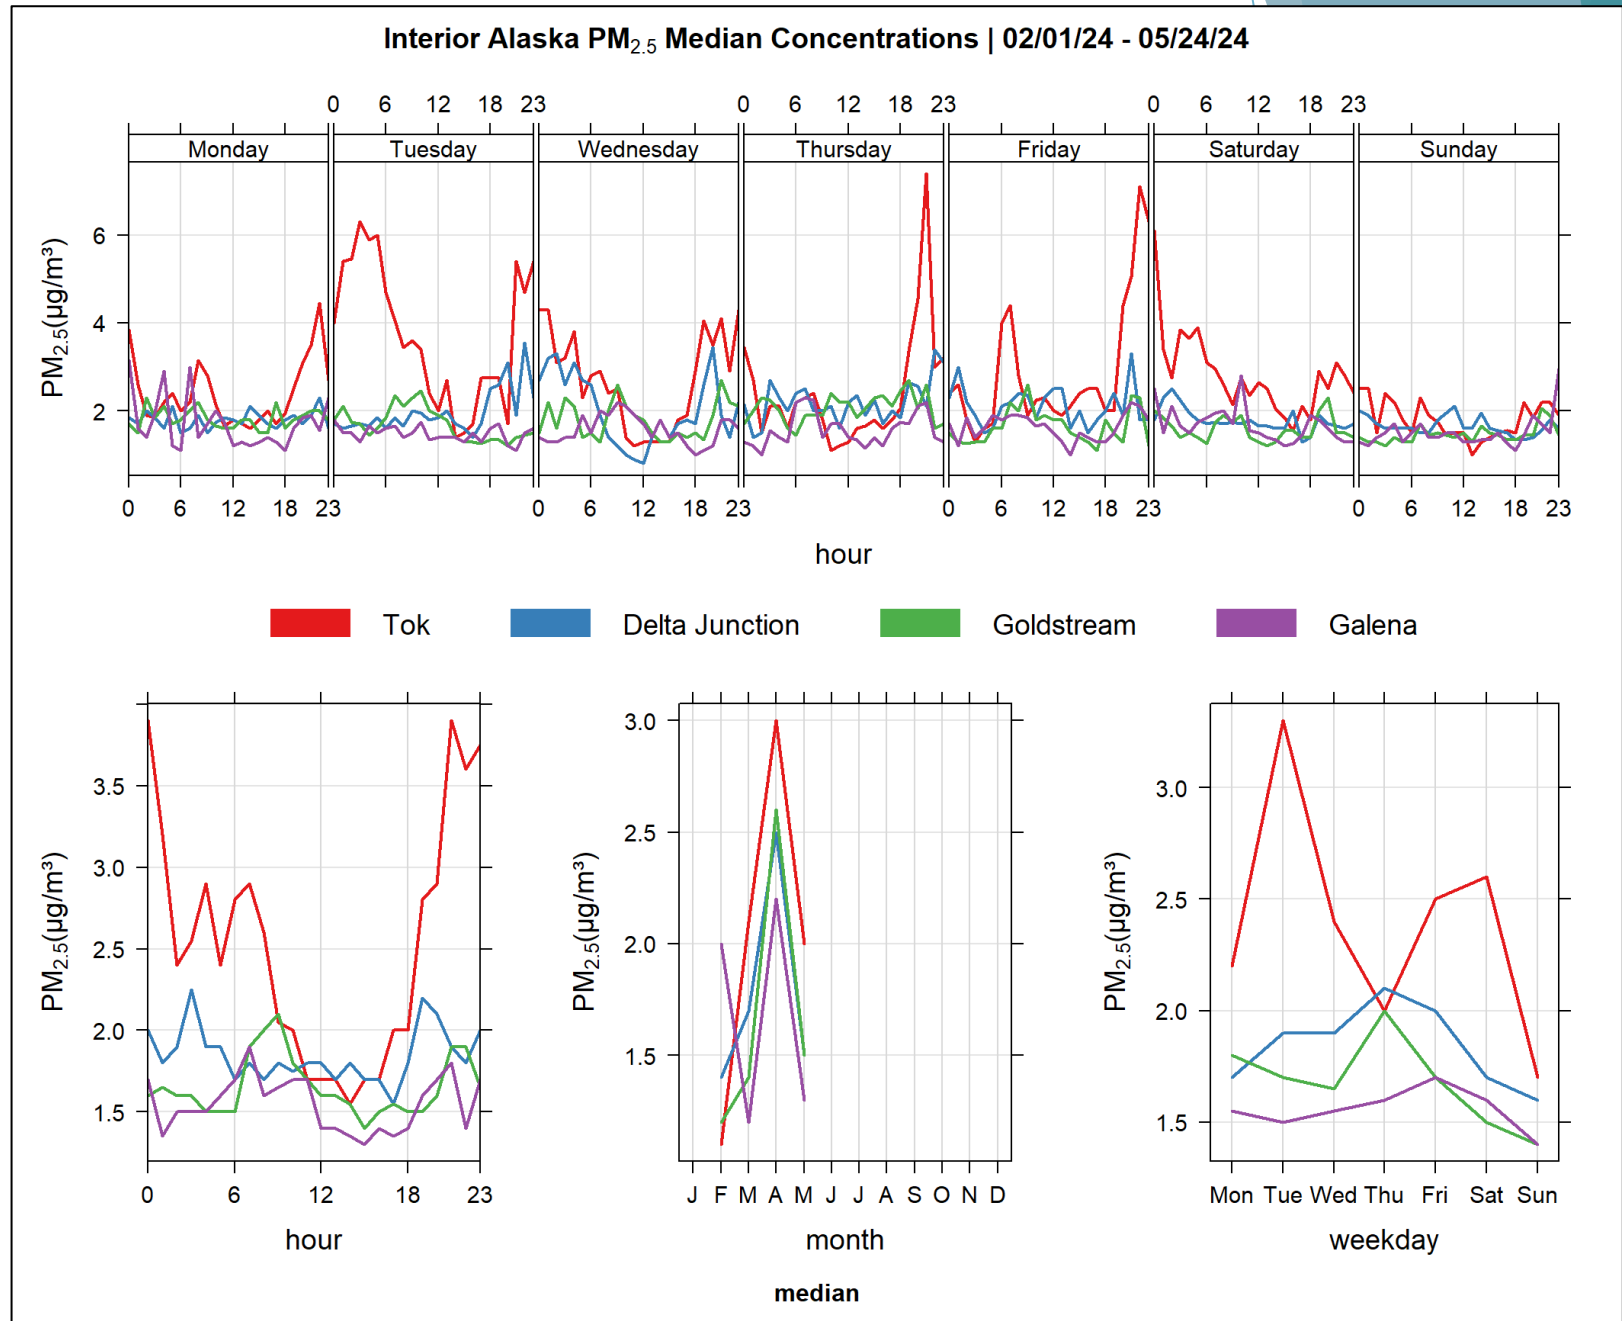 Interior Alaska PM2.5 Median Concentrations | 02/01/24 - 05/24/24
0 6 12 18 23 0 6 12 18 23 0 6 12 18 23
Monday Tuesday Wednesday Thursday Friday Saturday Sunday
PM2.5(µg/m³)
6
4
2
0 6 12 18 23 0 6 12 18 23 0 6 12 18 23 0 6 12 18 23
hour
Tok Delta Junction Goldstream Galena
PM2.5(µg/m³)
3.5
3.0
2.5
2.0
1.5
0 6 12 18 23
hour
PM2.5(µg/m³)
3.0
2.5
2.0
1.5
J F M A M J J A S O N D
month
PM2.5(µg/m³)
3.0
2.5
2.0
1.5
Mon Tue Wed Thu Fri Sat Sun
weekday
median